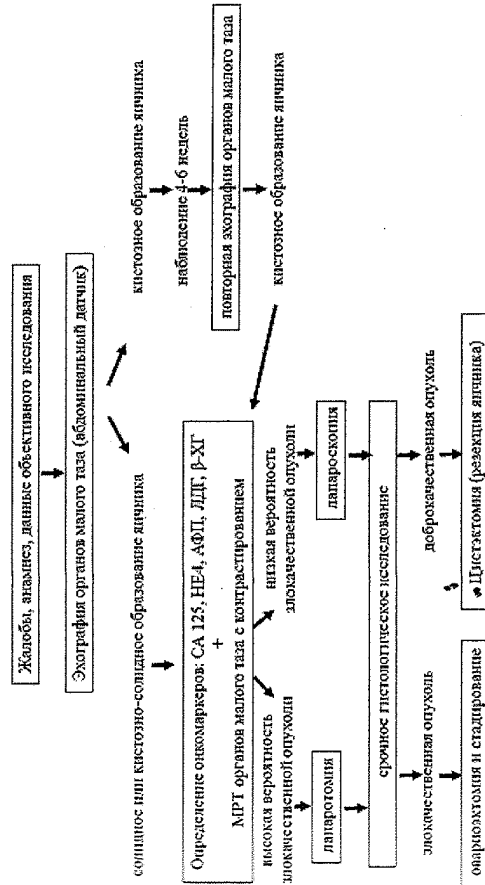 Жалобы, анамнез, данные объективного исследования
Эхография органов малого таза (абдоминальный датчик)
солидное или кистозно-солидное образование яичника
кистозное образование яичника
наблюдение 4-6 недель
повторная эхография органов малого таза
кистозное образование яичника
Определение онкомаркеров: СА 125, НЕ4, АФП, ЛДГ, β-ХГ
+
МРТ органов малого таза с контрастированием
высокая вероятность
злокачественной опухоли
низкая вероятность
злокачественной опухоли
лапаротомия
лапароскопия
срочное гистологическое исследование
злокачественная опухоль
доброкачественная опухоль
овариоэктомия и стадирование
Цистэктомия (резекция яичника)